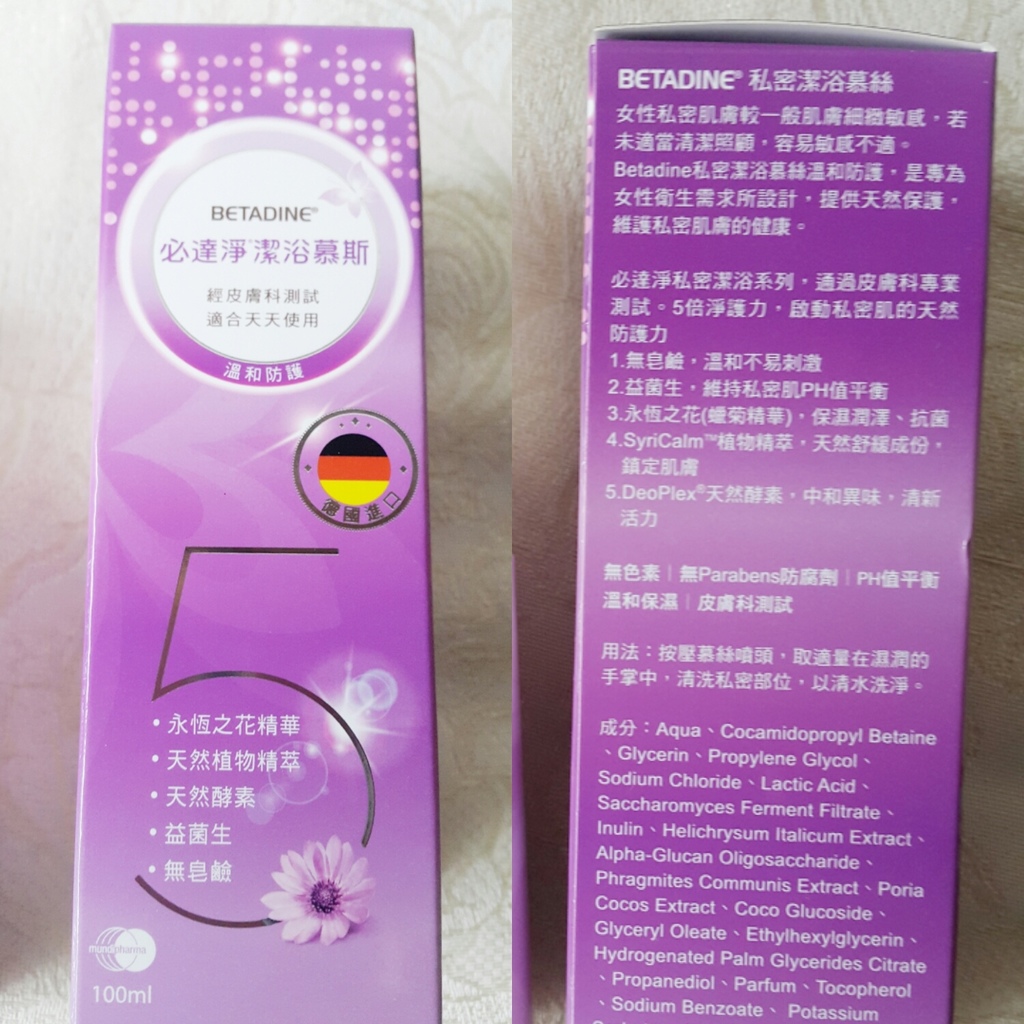 BETADINE®
必達淨®潔浴慕斯
經皮膚科測試
適合天天使用
溫和防護
德國進口
5
•永恆之花精華
•天然植物精萃
•天然酵素
•益菌生
•無皂鹼
mundipharma
100ml
BETADINE® 私密潔浴慕絲
女性私密肌膚較一般肌膚細緻敏感，若
未適當清潔照顧，容易敏感不適。
Betadine私密潔浴慕絲溫和防護，是專為
女性衛生需求所設計，提供天然保護，
維護私密肌膚的健康。
必達淨私密潔浴系列，通過皮膚科專業
測試。5倍淨護力，啟動私密肌的天然
防護力
1.無皂鹼，溫和不易刺激
2.益菌生，維持私密肌PH值平衡
3.永恆之花(蠟菊精華)，保濕潤澤、抗菌
4.SyriCalm™植物精萃，天然舒緩成份，
鎮定肌膚
5.DeoPlex®天然酵素，中和異味，清新
活力
無色素｜無Parabens防腐劑｜PH值平衡
溫和保濕｜皮膚科測試
用法：按壓慕絲噴頭，取適量在濕潤的
手掌中，清洗私密部位，以清水洗淨。
成分：Aqua、Cocamidopropyl Betaine
、Glycerin、Propylene Glycol、
Sodium Chloride、Lactic Acid、
Saccharomyces Ferment Filtrate、
Inulin、Helichrysum Italicum Extract、
Alpha-Glucan Oligosaccharide、
Phragmites Communis Extract、Poria
Cocos Extract、Coco Glucoside、
Glyceryl Oleate、Ethylhexylglycerin、
Hydrogenated Palm Glycerides Citrate
、Propanediol、Parfum、Tocopherol
、Sodium Benzoate、Potassium